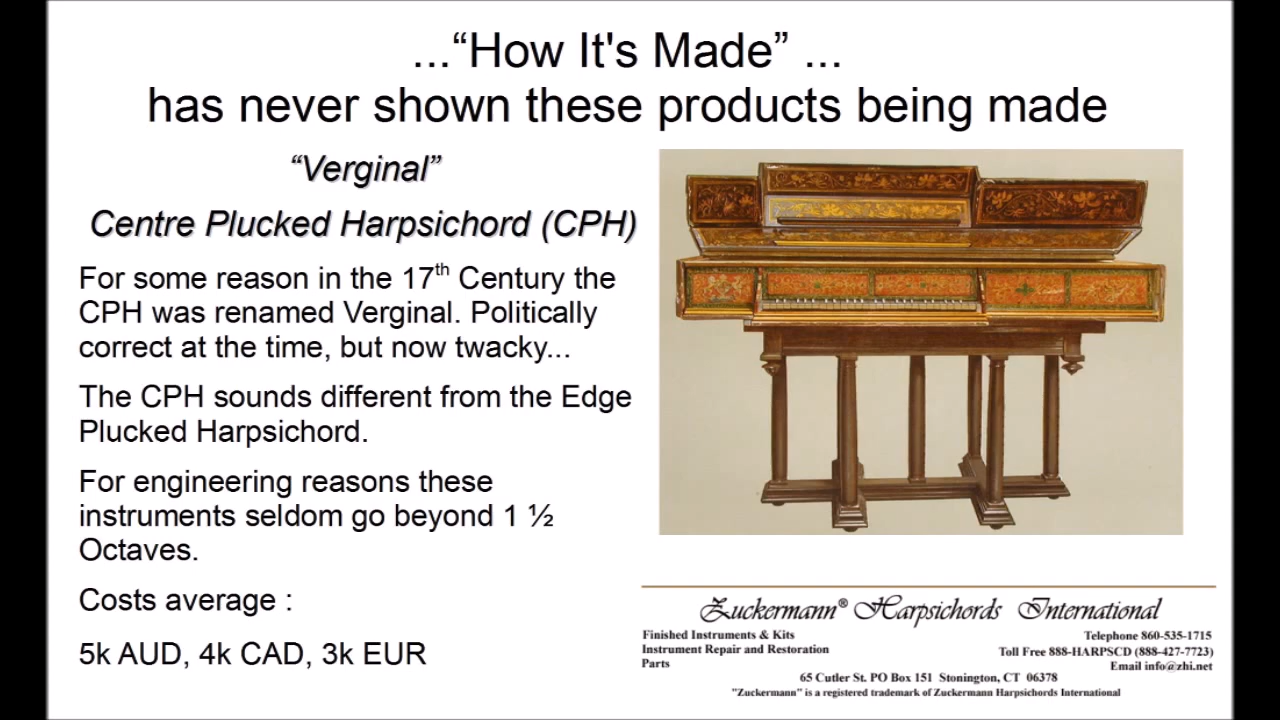 ...“How It's Made” ...
has never shown these products being made
“Verginal”
Centre Plucked Harpsichord (CPH)
For some reason in the 17th Century the
CPH was renamed Verginal. Politically
correct at the time, but now twacky...
The CPH sounds different from the Edge
Plucked Harpsichord.
For engineering reasons these
instruments seldom go beyond 1 ½
Octaves.
Costs average :
5k AUD, 4k CAD, 3k EUR
Zuckermann® Harpsichords International
Finished Instruments & Kits
Instrument Repair and Restoration
Parts
Telephone 860-535-1715
Toll Free 888-HARPSCD (888-427-7723)
Email info@zhi.net
65 Cutler St. PO Box 151 Stonington, CT 06378
"Zuckermann" is a registered trademark of Zuckermann Harpsichords International